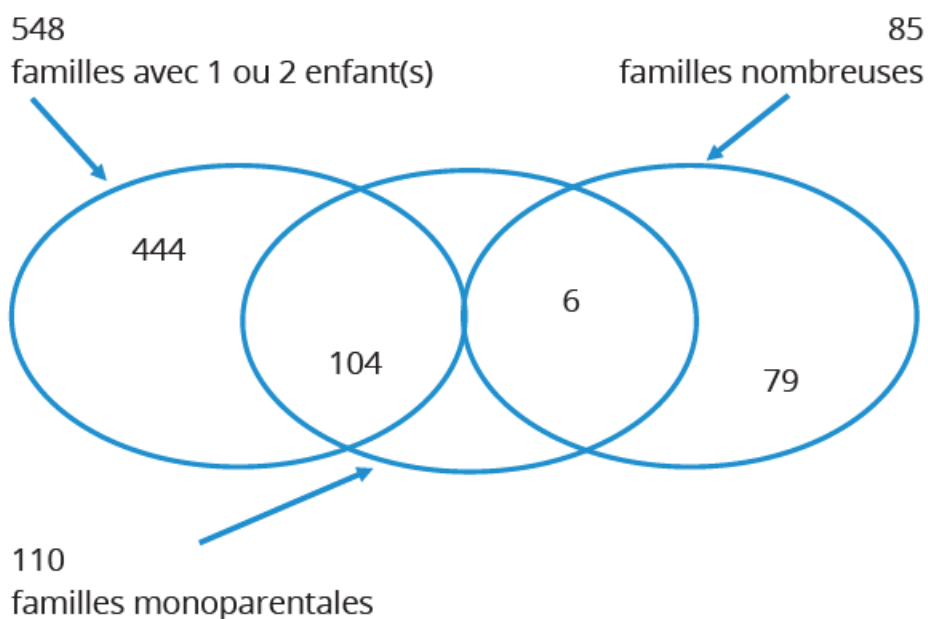 548
familles avec 1 ou 2 enfant(s)
85
familles nombreuses
444
6
104
79
110
familles monoparentales